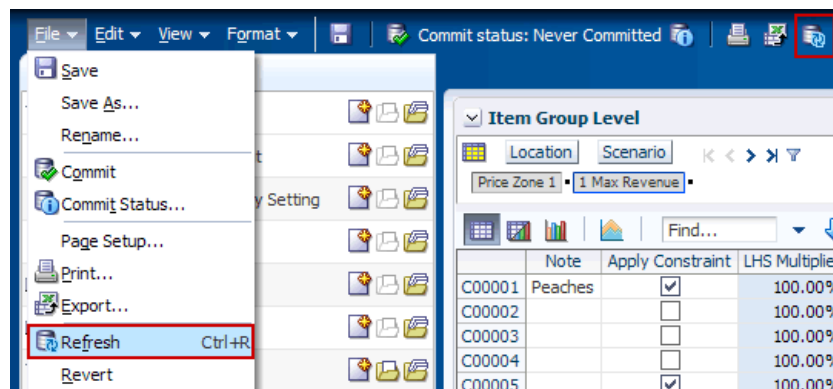 File Edit View Format Commit status: Never Committed
Save
Save As...
Rename...
Commit
Commit Status...
Page Setup...
Print...
Export...
Refresh Ctrl+R
Revert
t
y Setting
Item Group Level
Location Scenario
Price Zone 1 1 Max Revenue
Find...
Note Apply Constraint LHS Multiplie
C00001 Peaches 100.00%
C00002 100.00%
C00003 100.00%
C00004 100.00%
C00005 100.00%